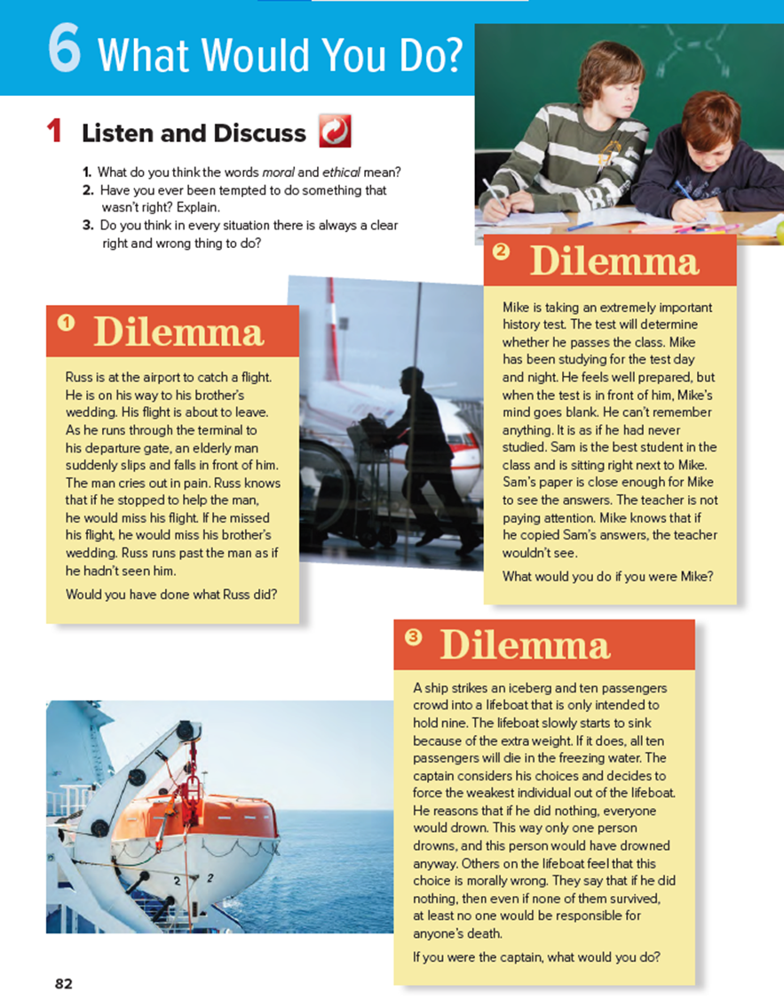 6 What Would You Do?
1 Listen and Discuss
1. What do you think the words moral and ethical mean?
2. Have you ever been tempted to do something that
wasn't right? Explain.
3. Do you think in every situation there is always a clear
right and wrong thing to do?
1 Dilemma
Russ is at the airport to catch a flight.
He is on his way to his brother's
wedding. His flight is about to leave.
As he runs through the terminal to
his departure gate, an elderly man
suddenly slips and falls in front of him.
The man cries out in pain. Russ knows
that if he stopped to help the man,
he would miss his flight. If he missed
his flight, he would miss his brother's
wedding. Russ runs past the man as if
he hadn't seen him.
Would you have done what Russ did?
2 Dilemma
Mike is taking an extremely important
history test. The test will determine
whether he passes the class. Mike
has been studying for the test day
and night. He feels well prepared, but
when the test is in front of him, Mike's
mind goes blank. He can't remember
anything. It is as if he had never
studied. Sam is the best student in the
class and is sitting right next to Mike.
Sam's paper is close enough for Mike
to see the answers. The teacher is not
paying attention. Mike knows that if
he copied Sam's answers, the teacher
wouldn't see.
What would you do if you were Mike?
3 Dilemma
A ship strikes an iceberg and ten passengers
crowd into a lifeboat that is only intended to
hold nine. The lifeboat slowly starts to sink
because of the extra weight. If it does, all ten
passengers will die in the freezing water. The
captain considers his choices and decides to
force the weakest individual out of the lifeboat.
He reasons that if he did nothing, everyone
would drown. This way only one person
drowns, and this person would have drowned
anyway. Others on the lifeboat feel that this
choice is morally wrong. They say that if he did
nothing, then even if none of them survived,
at least no one would be responsible for
anyone's death.
If you were the captain, what would you do?
2 2
82